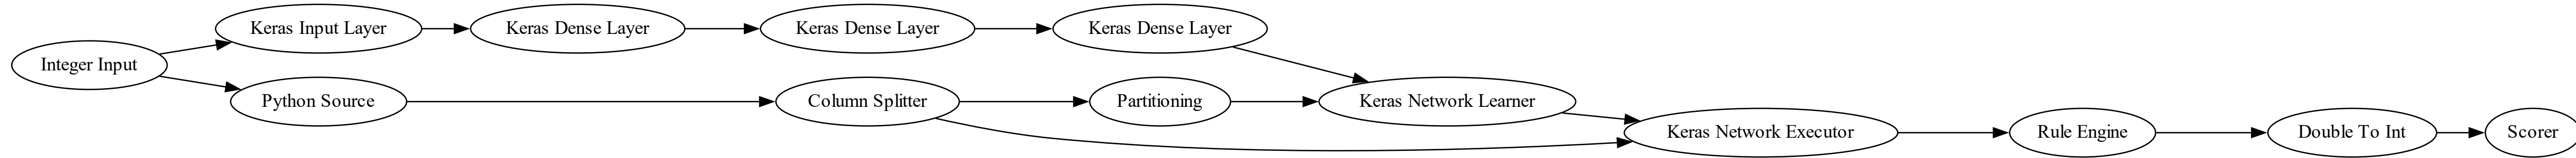 Keras Input Layer
Keras Dense Layer
Keras Dense Layer
Keras Dense Layer
Integer Input
Python Source
Column Splitter
Partitioning
Keras Network Learner
Keras Network Executor
Rule Engine
Double To Int
Scorer